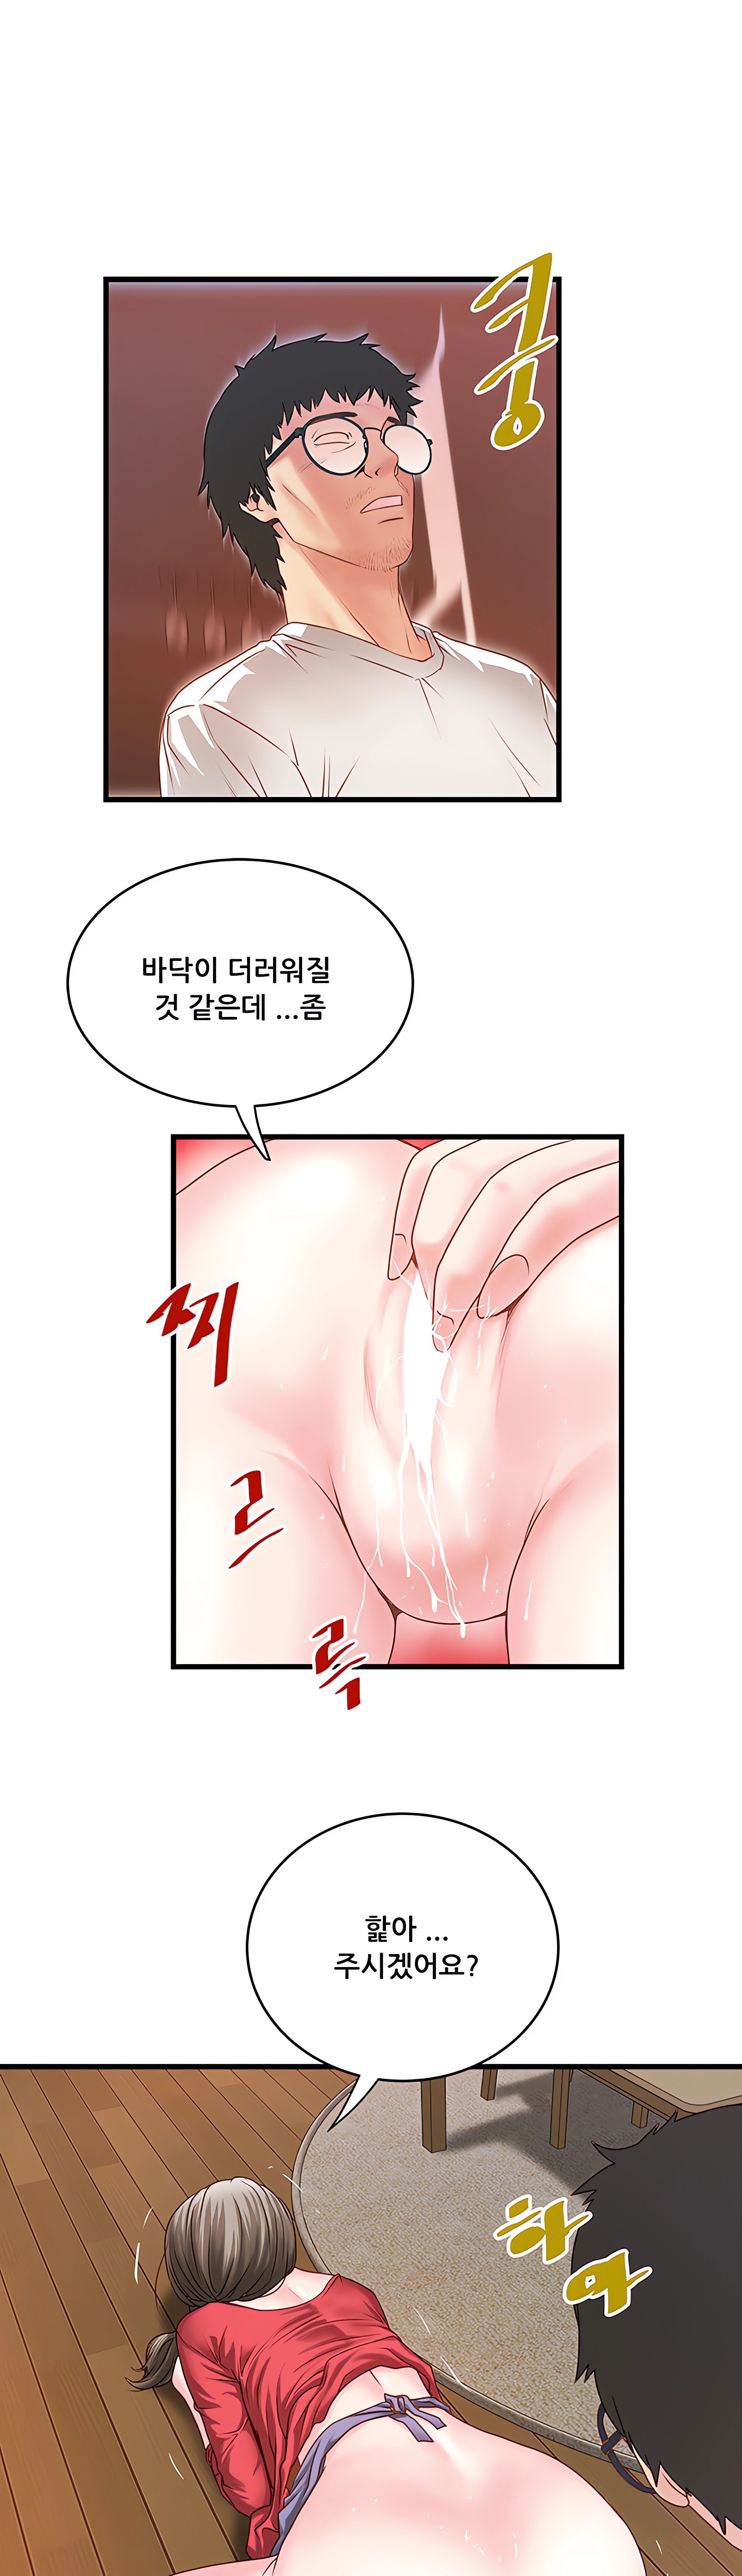 킁
바닥이 더러워질
것 같은데 ...좀
찌
르
륵
핥아 ...
주시겠어요?
하
아